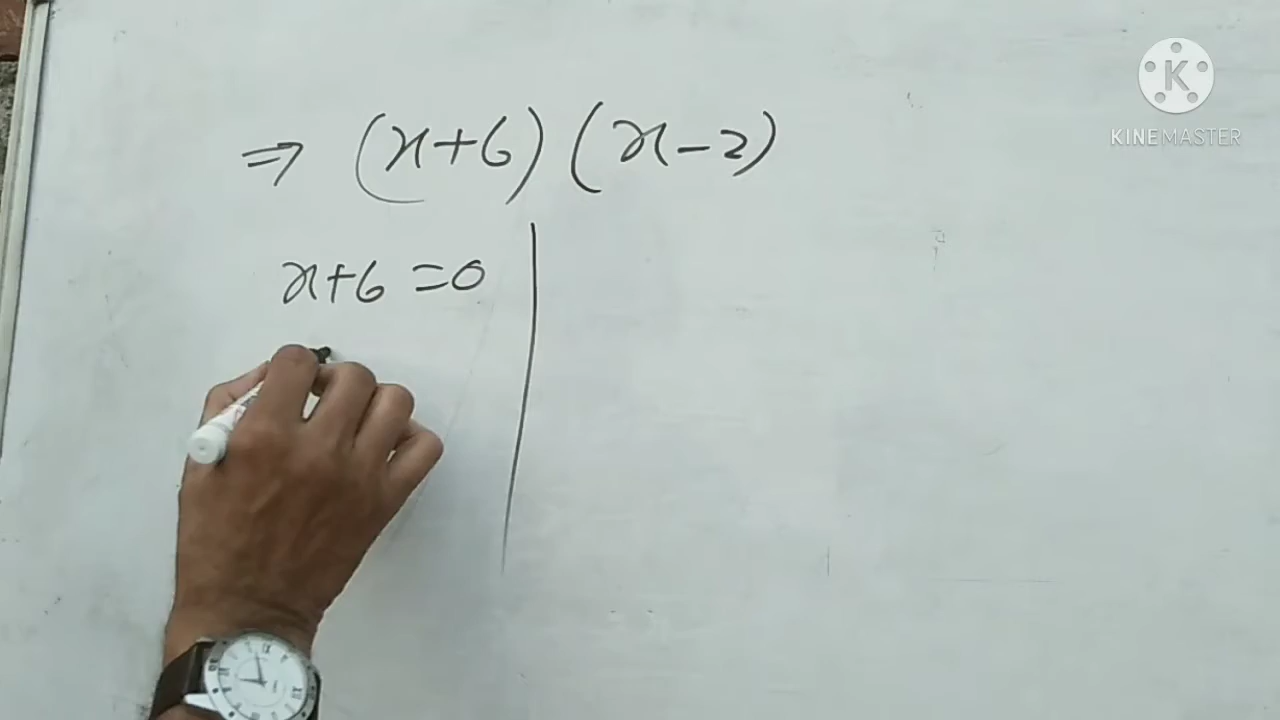 K
KINEMASTER
⇒ (x+6) (x-2)
x+6 =0